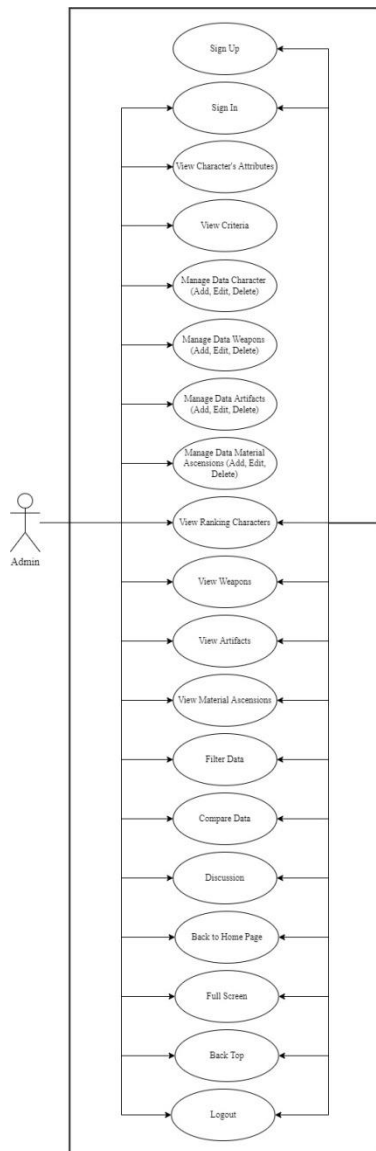 Sign Up
Sign In
View Character's Attributes
View Criteria
Manage Data Character
(Add, Edit, Delete)
Manage Data Weapons
(Add, Edit, Delete)
Manage Data Artifacts
(Add, Edit, Delete)
Manage Data Material
Ascensions (Add, Edit,
Delete)
Admin
View Ranking Characters
View Weapons
View Artifacts
View Material Ascensions
Filter Data
Compare Data
Discussion
Back to Home Page
Full Screen
Back Top
Logout